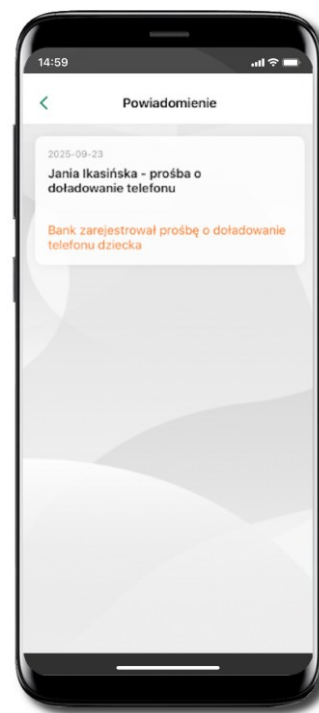 14:59
Powiadomienie
2025-09-23
Jania Ikasińska - prośba o
doładowanie telefonu
Bank zarejestrował prośbę o doładowanie
telefonu dziecka